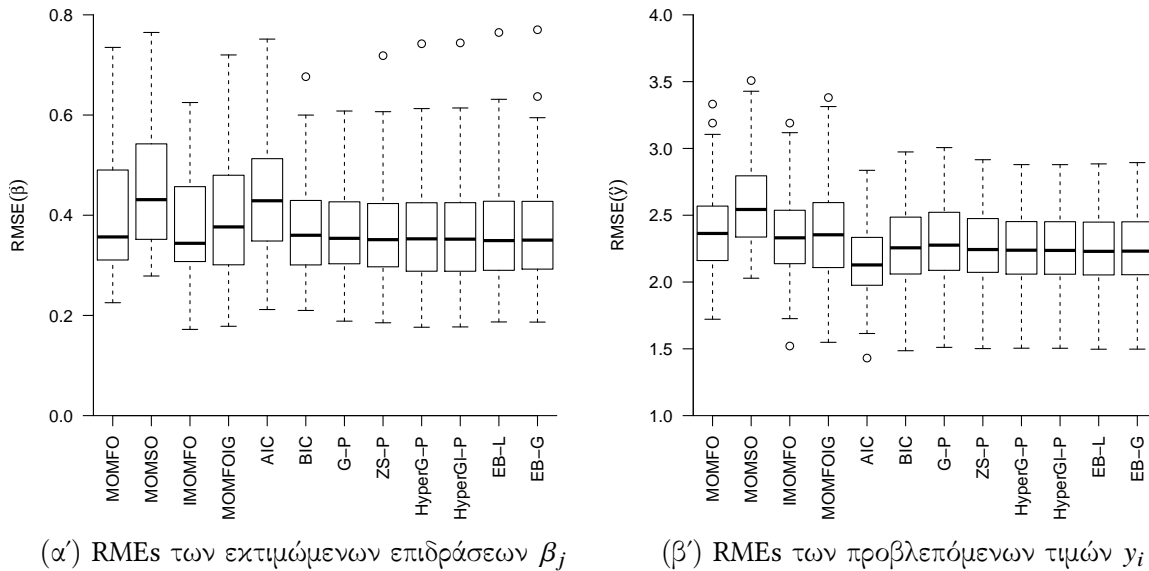 0.8
0.6
0.4
0.2
0.0
RMSE(β)
MOMFO
MOMSO
IMOMFO
MOMFOIG
AIC
BIC
G−P
ZS−P
HyperG−P
HyperGI−P
EB−L
EB−G
(αʹ) RMEs των εκτιμώμενων επιδράσεων βj
4.0
3.5
3.0
2.5
2.0
1.5
1.0
RMSE(ŷ)
MOMFO
MOMSO
IMOMFO
MOMFOIG
AIC
BIC
G−P
ZS−P
HyperG−P
HyperGI−P
EB−L
EB−G
(βʹ) RMEs των προβλεπόμενων τιμών yi